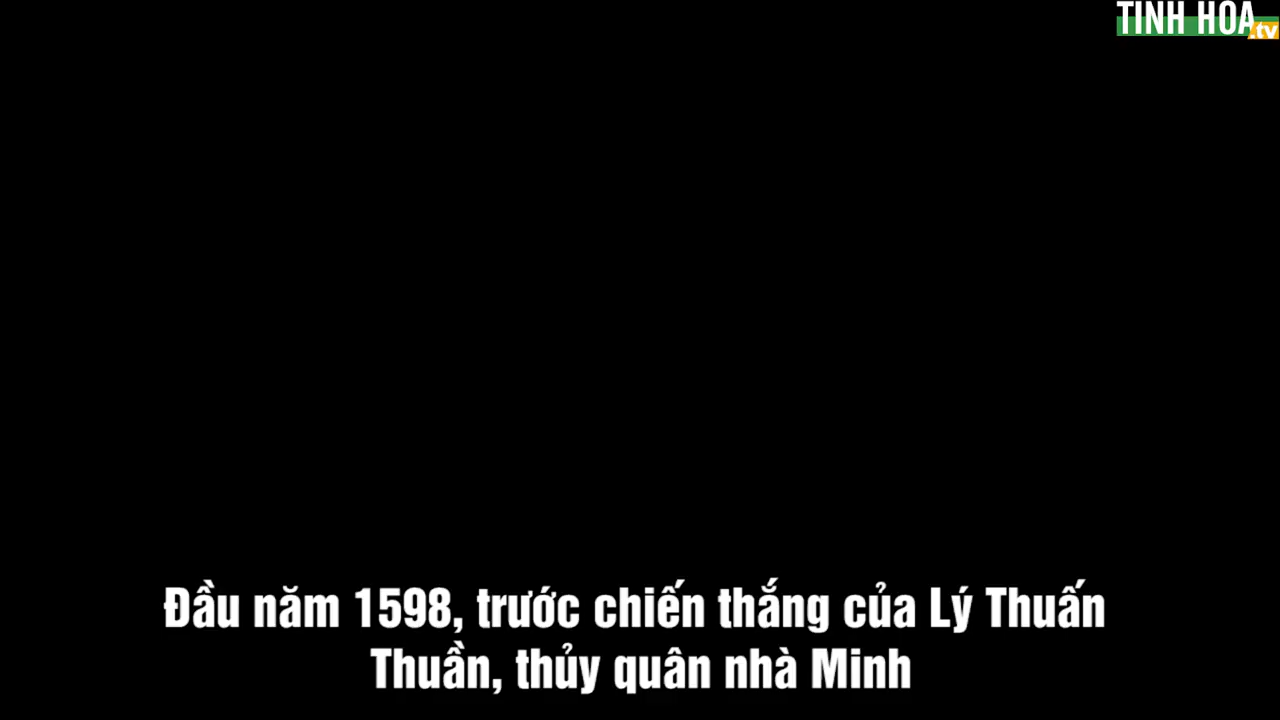 TINH HOA
.tv
Đầu năm 1598, trước chiến thắng của Lý Thuấn
Thuần, thủy quân nhà Minh